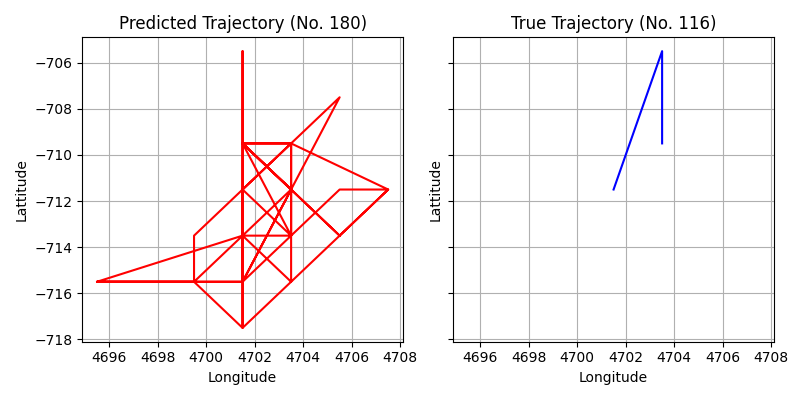 Predicted Trajectory (No. 180)
True Trajectory (No. 116)
Lattitude
−706
−708
−710
−712
−714
−716
−718
4696 4698 4700 4702 4704 4706 4708
Longitude
Lattitude
4696 4698 4700 4702 4704 4706 4708
Longitude